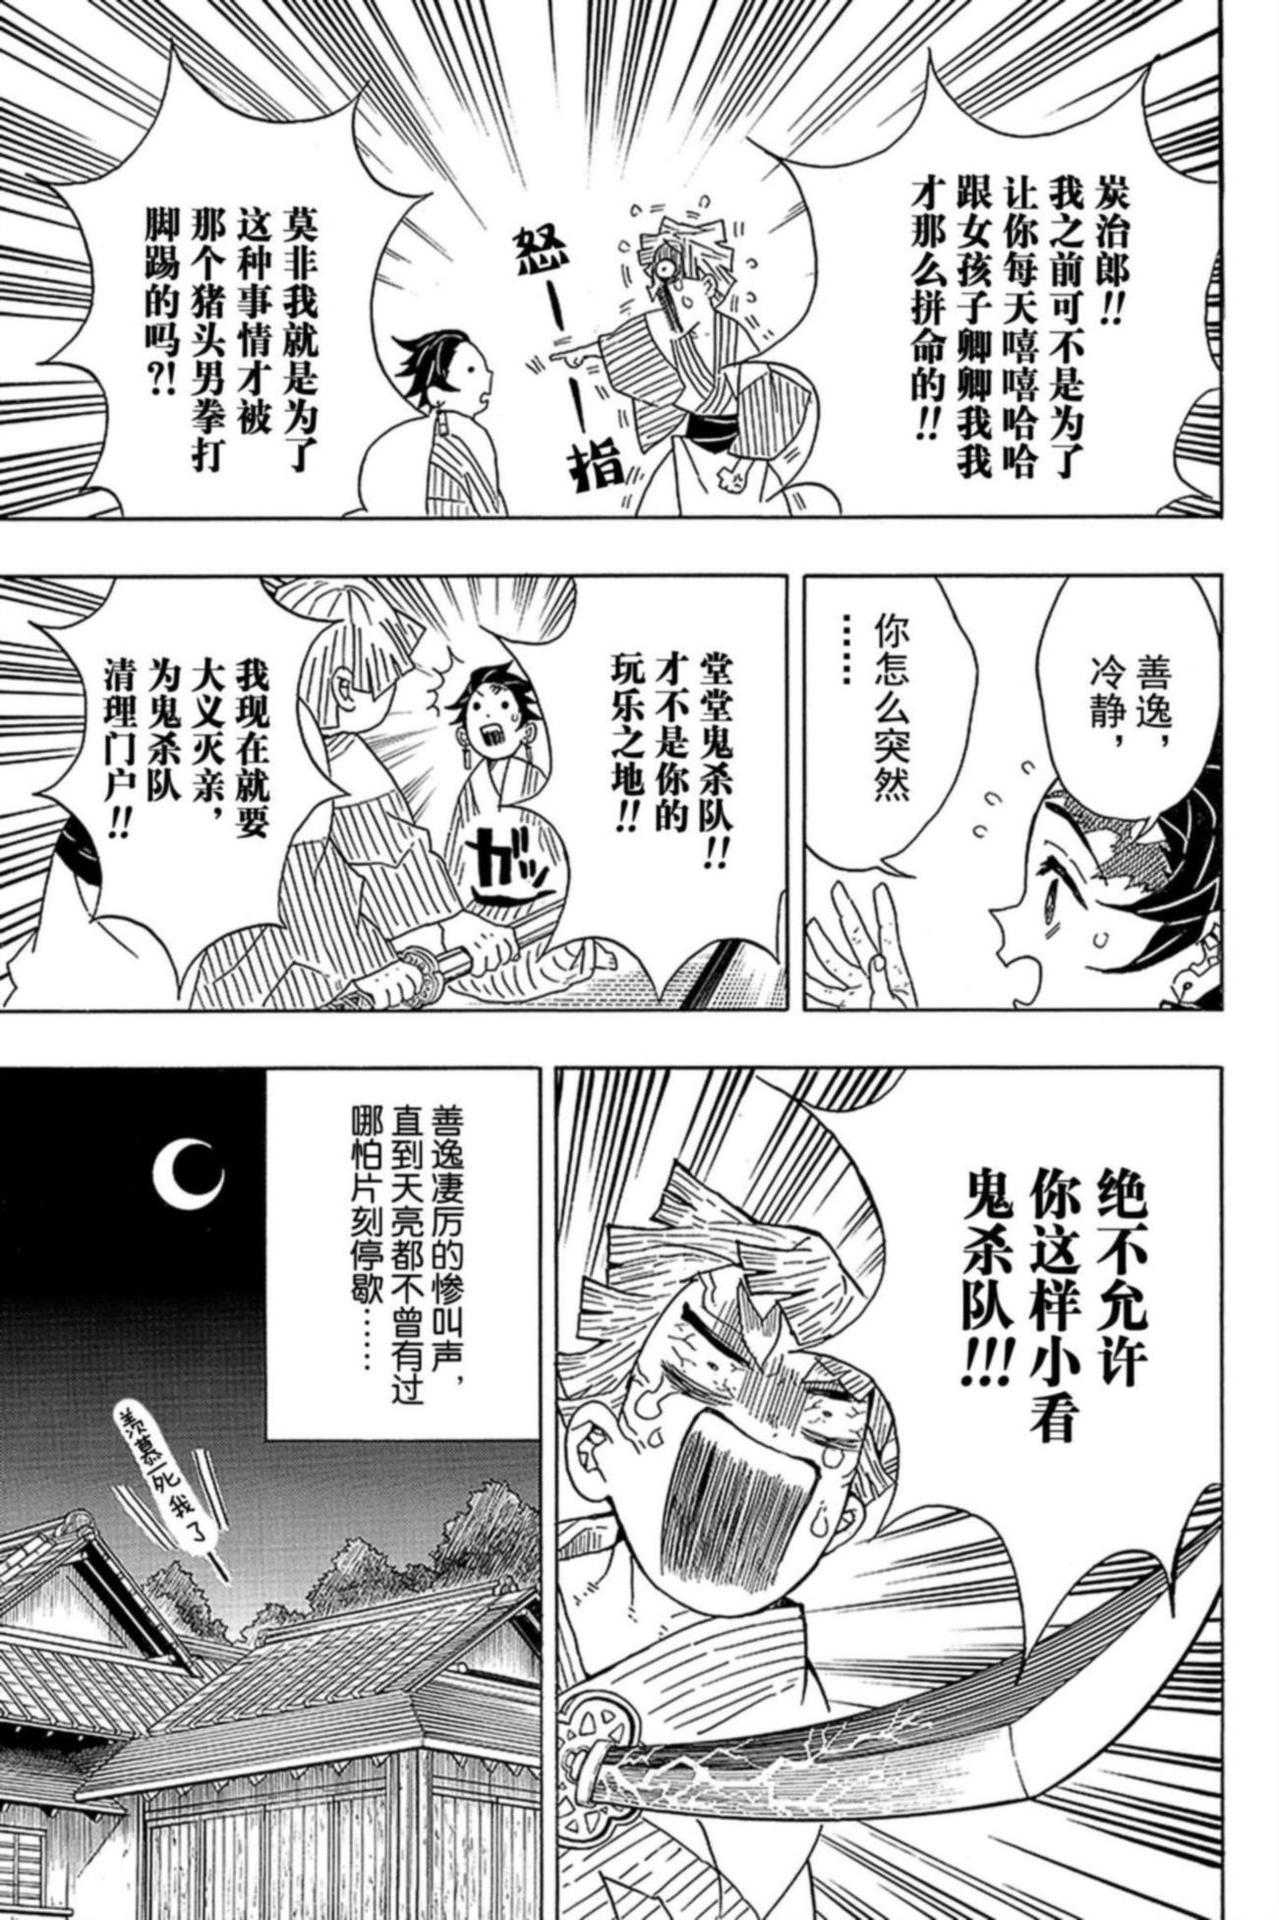 炭治郎!!
我之前可不是为了
让你每天嘻嘻哈哈
跟女孩子卿卿我我
才那么拼命的!!
怒——指
莫非我就是为了
这种事情才被
那个猪头男拳打
脚踢的吗?!
善逸,
冷静,
你怎么突然
……
堂堂鬼杀队!!
才不是你的
玩乐之地!!
ガッ
我现在就要
大义灭亲,
为鬼杀队
清理门户!!
绝不允许
你这样小看
鬼杀队!!!
善逸凄厉的惨叫声,
直到天亮都不曾有过
哪怕片刻停歇……
羡慕死我了